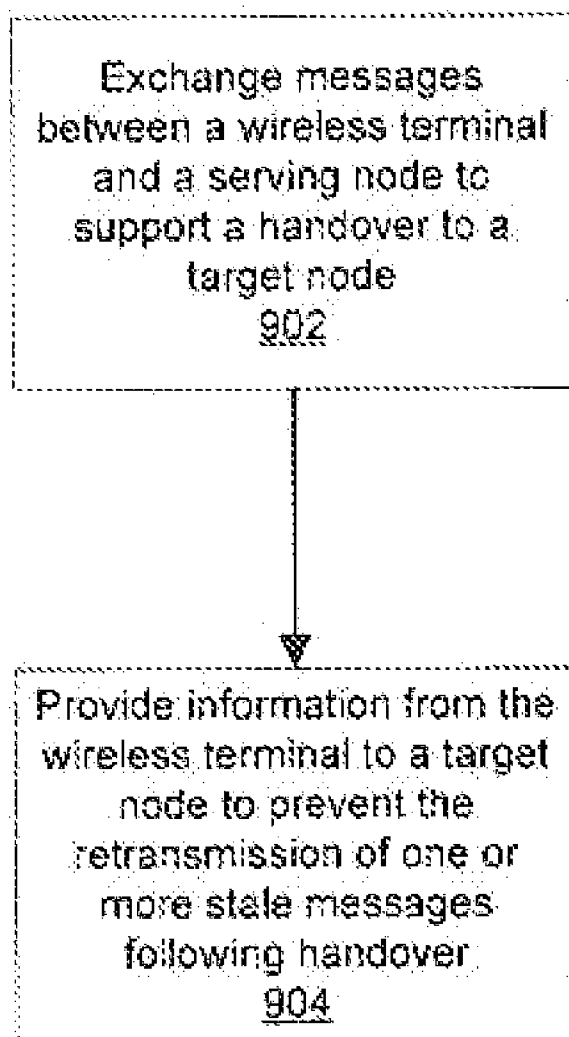 Exchange messages
between a wireless terminal
and a serving node to
support a handover to a
target node
902
Provide information from the
wireless terminal to a target
node to prevent the
retransmission of one or
more stale messages
following handover
904